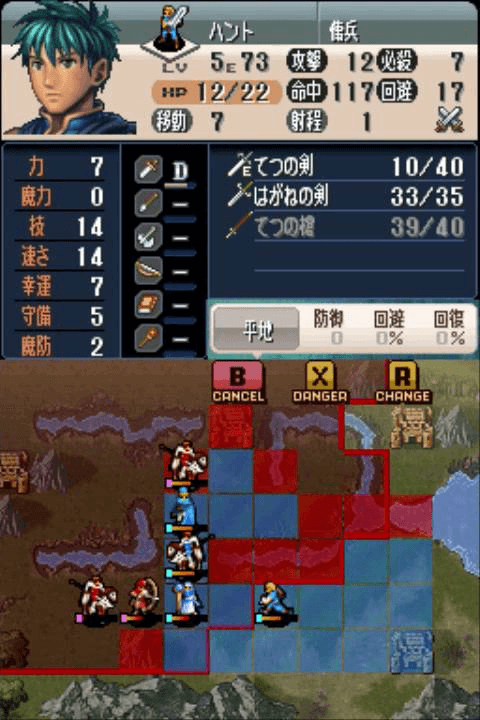 ハント 傭兵
LV 5 E 73 攻撃 12 必殺 7
HP 12/22 命中 117 回避 17
移動 7 射程 1
力 7 D E てつの剣 10/40
魔力 0 – はがねの剣 33/35
技 14 – てつの槍 39/40
速さ 14 –
幸運 7 –
守備 5 –
魔防 2
平地 防御 回避 回復
0 0% 0%
B X R
CANCEL DANGER CHANGE